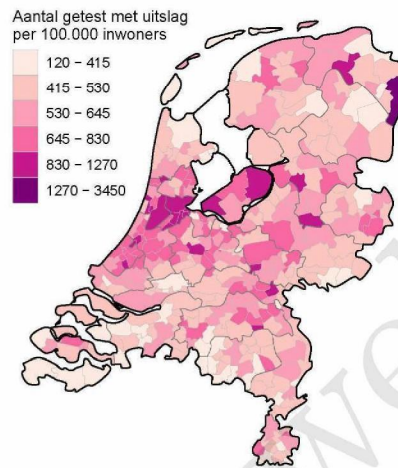 Aantal getest met uitslag
per 100.000 inwoners
120 – 415
415 – 530
530 – 645
645 – 830
830 – 1270
1270 – 3450